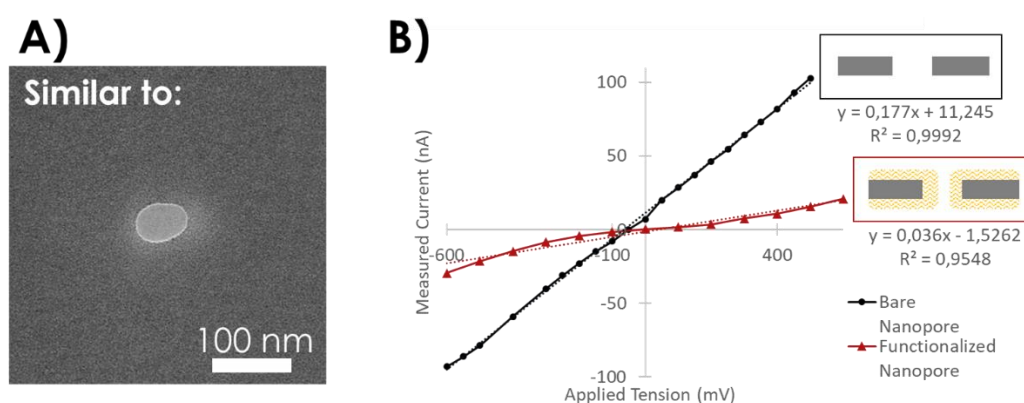 A)
Similar to:
100 nm
B)
Measured Current (nA)
100
50
0
-50
-100
-600
-100
400
Applied Tension (mV)
y = 0,177x + 11,245
R² = 0,9992
y = 0,036x - 1,5262
R² = 0,9548
Bare
Nanopore
Functionalized
Nanopore